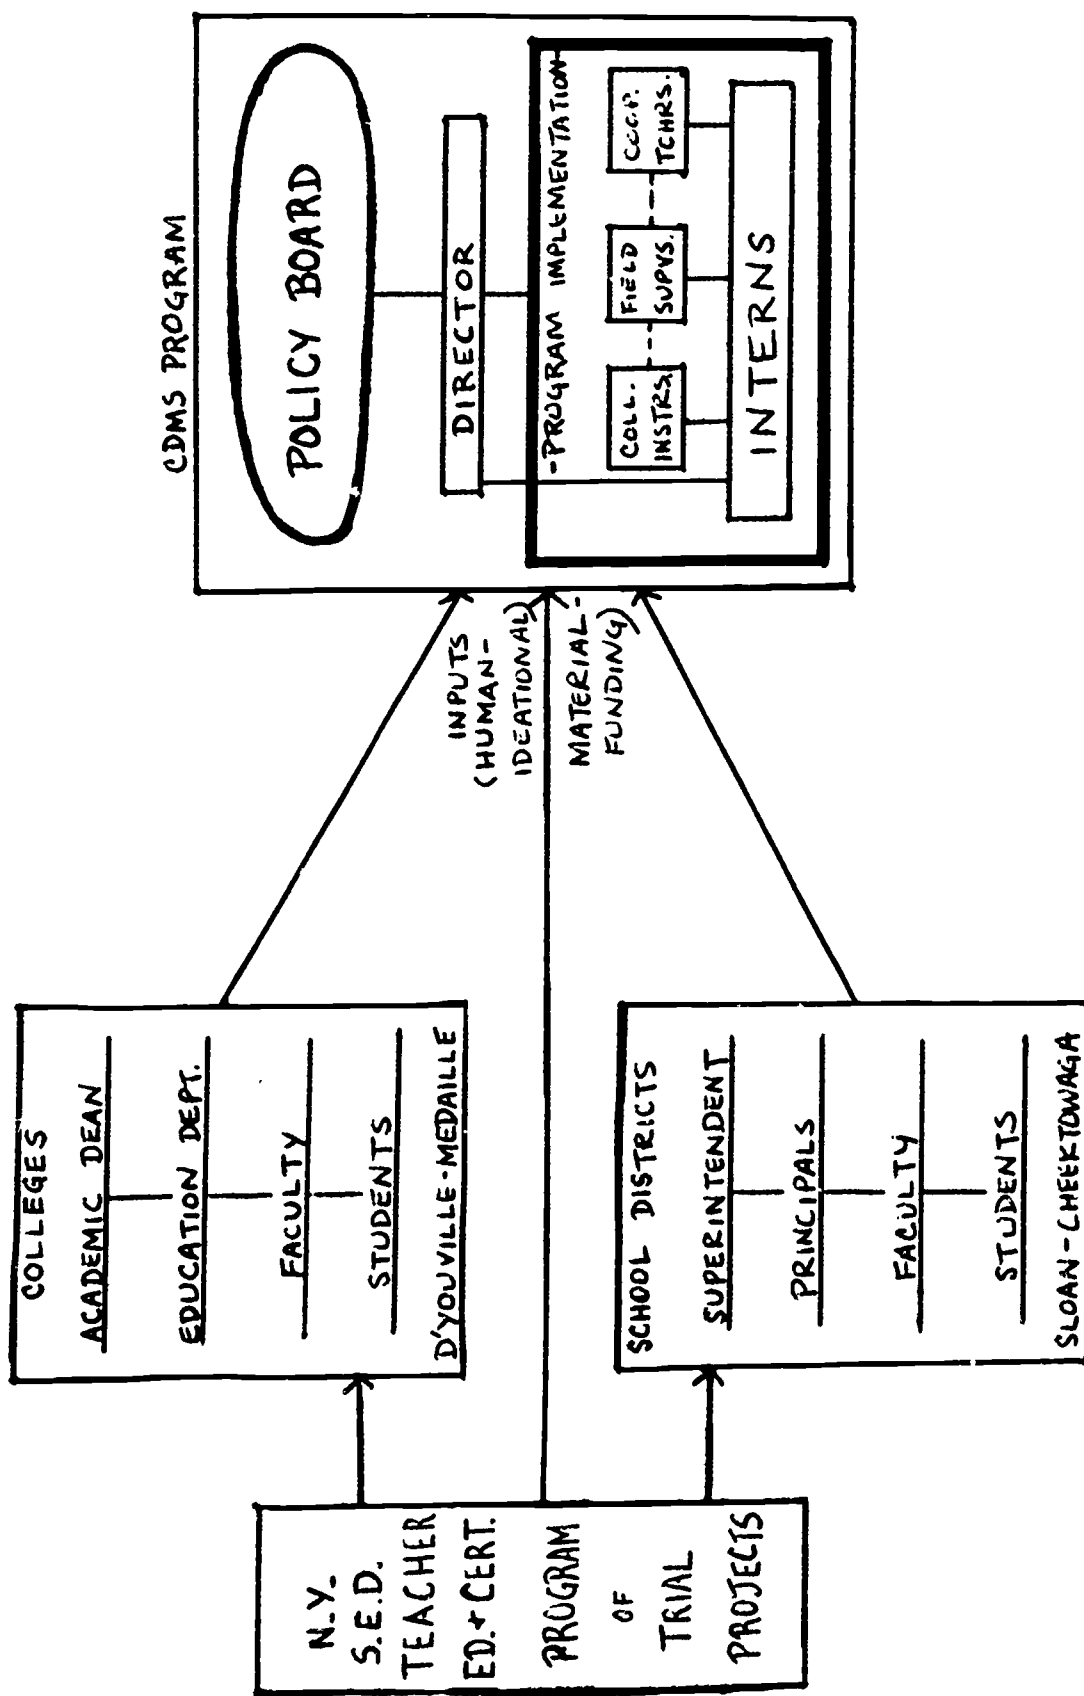 N.Y.
S.E.D.
TEACHER
ED.+CERT.
PROGRAM
OF
TRIAL
PROJECTS
COLLEGES
ACADEMIC DEAN
EDUCATION DEPT.
FACULTY
STUDENTS
D'YOUVILLE-MEDAILLE
SCHOOL DISTRICTS
SUPERINTENDENT
PRINCIPALS
FACULTY
STUDENTS
SLOAN-CHEEKTOWAGA
INPUTS
(HUMAN-
IDEATIONAL)
MATERIAL-
FUNDING)
CDMS PROGRAM
POLICY BOARD
DIRECTOR
-PROGRAM IMPLEMENTATION-
COLL.
INSTRS.
FIELD
SUPVS.
TCHRS.
INTERNS